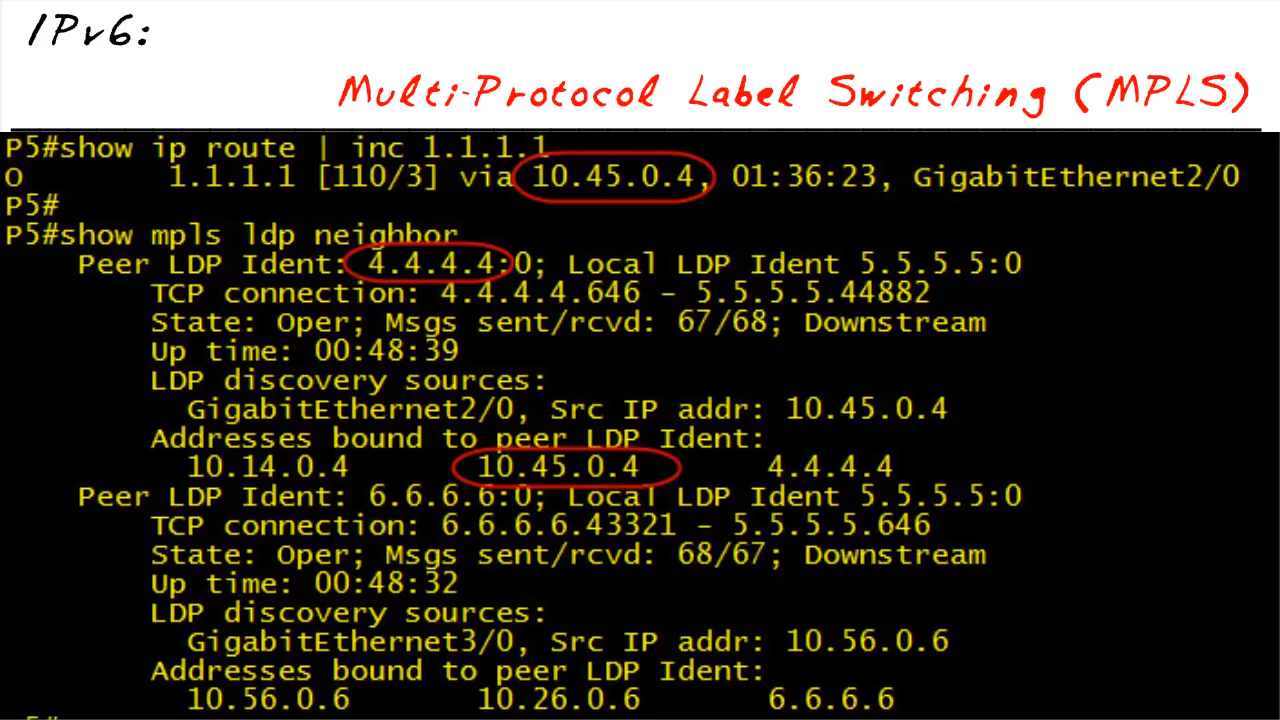 IPv6:
Multi-Protocol Label Switching (MPLS)
P5#show ip route | inc 1.1.1.1
O 1.1.1.1 [110/3] via 10.45.0.4, 01:36:23, GigabitEthernet2/0
P5#
P5#show mpls ldp neighbor
Peer LDP Ident: 4.4.4.4:0; Local LDP Ident 5.5.5.5:0
TCP connection: 4.4.4.4.646 - 5.5.5.5.44882
State: Oper; Msgs sent/rcvd: 67/68; Downstream
Up time: 00:48:39
LDP discovery sources:
GigabitEthernet2/0, Src IP addr: 10.45.0.4
Addresses bound to peer LDP Ident:
10.14.0.4 10.45.0.4 4.4.4.4
Peer LDP Ident: 6.6.6.6:0; Local LDP Ident 5.5.5.5:0
TCP connection: 6.6.6.6.43321 - 5.5.5.5.646
State: Oper; Msgs sent/rcvd: 68/67; Downstream
Up time: 00:48:32
LDP discovery sources:
GigabitEthernet3/0, Src IP addr: 10.56.0.6
Addresses bound to peer LDP Ident:
10.56.0.6 10.26.0.6 6.6.6.6